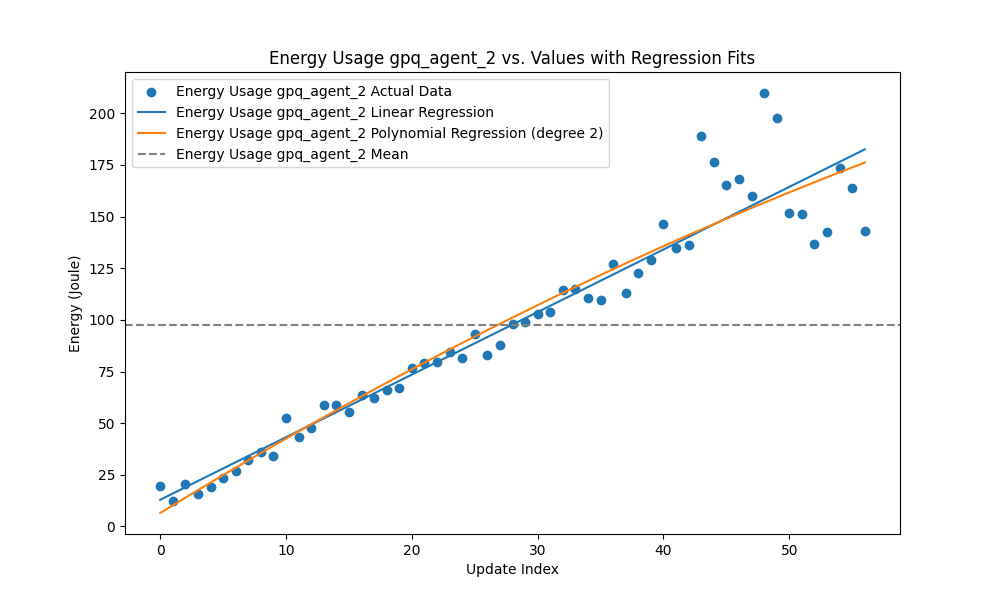 Energy Usage gpq_agent_2 vs. Values with Regression Fits
Energy Usage gpq_agent_2 Actual Data
Energy Usage gpq_agent_2 Linear Regression
Energy Usage gpq_agent_2 Polynomial Regression (degree 2)
Energy Usage gpq_agent_2 Mean
Energy (Joule)
200
175
150
125
100
75
50
25
0
0 10 20 30 40 50
Update Index